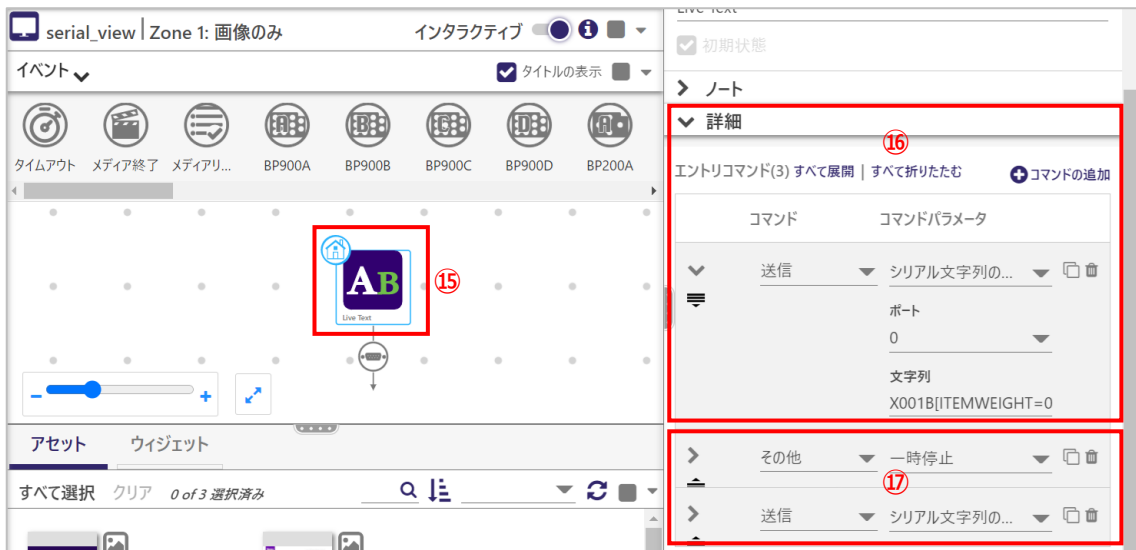 serial_view Zone 1: 画像のみ
インタラクティブ
イベント
タイトルの表示
タイムアウト メディア終了 メディアリ... BP900A BP900B BP900C BP900D BP200A
AB
Live Text
⑮
アセット ウィジェット
すべて選択 クリア 0 of 3 選択済み
Live Text
初期状態
ノート
詳細
⑯
エントリコマンド(3) すべて展開 | すべて折りたたむ コマンドの追加
コマンド コマンドパラメータ
送信 シリアル文字列の...
ポート
0
文字列
X001B[ITEMWEIGHT=0
その他 一時停止
⑰
送信 シリアル文字列の...